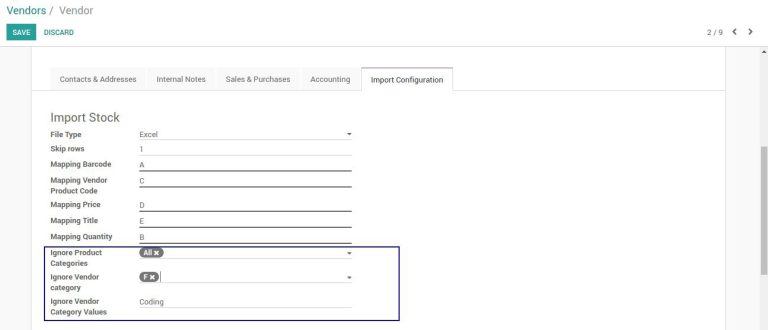 Vendors / Vendor
SAVE DISCARD 2 / 9
Contacts & Addresses Internal Notes Sales & Purchases Accounting Import Configuration
Import Stock
File Type Excel
Skip rows 1
Mapping Barcode A
Mapping Vendor C
Product Code
Mapping Price D
Mapping Title E
Mapping Quantity B
Ignore Product All ×
Categories
Ignore Vendor F ×
category
Ignore Vendor Coding
Category Values